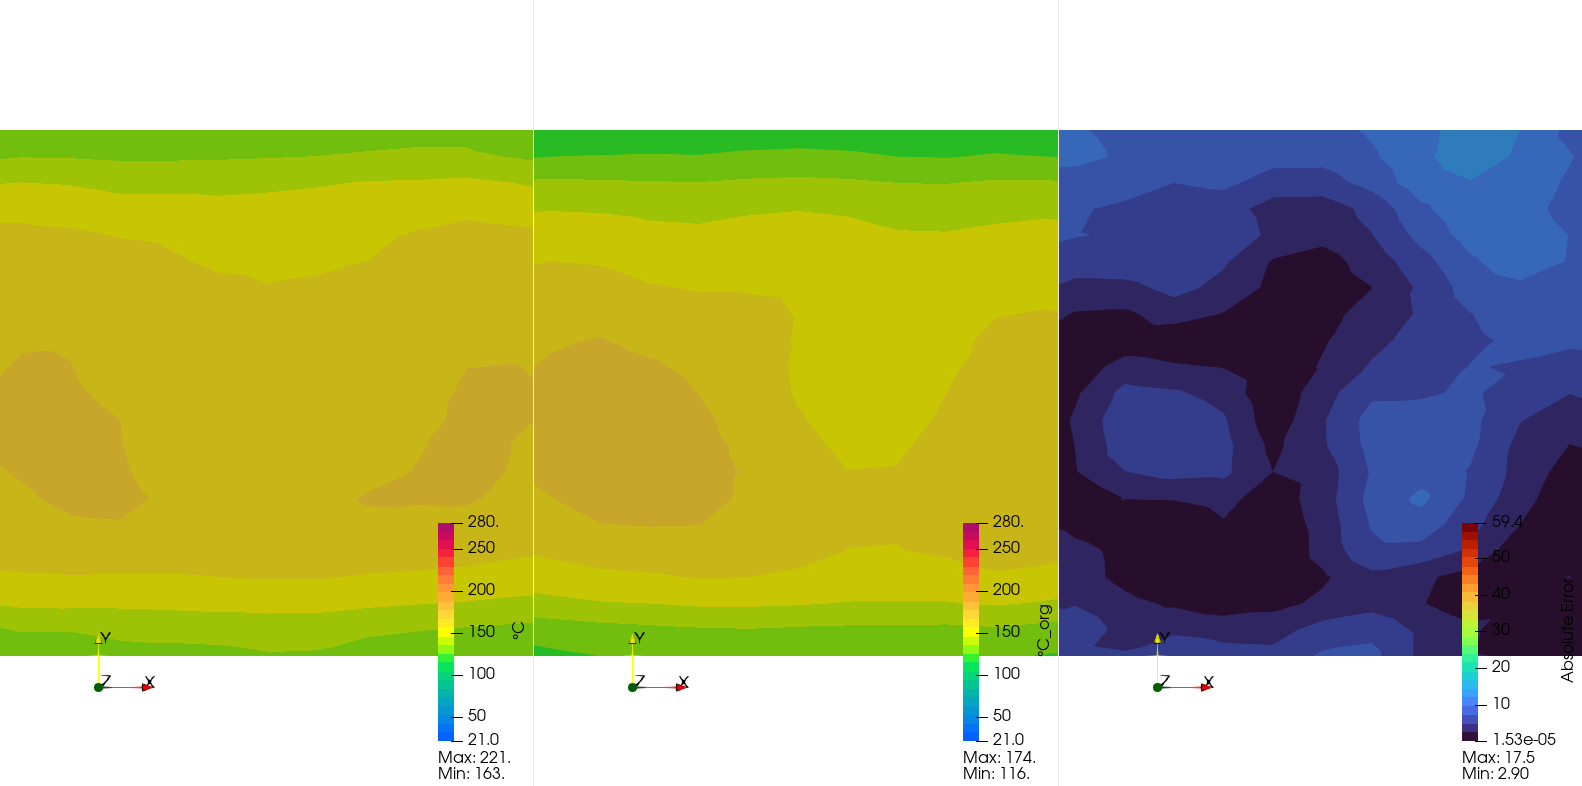 280.
250
200
150
100
50
21.0
°C
Max: 221.
Min: 163.
Y
Z
X
280.
250
200
150
100
50
21.0
°C_org
Max: 174.
Min: 116.
Y
Z
X
59.4
50
40
30
20
10
1.53e-05
Absolute Error
Max: 17.5
Min: 2.90
Y
Z
X